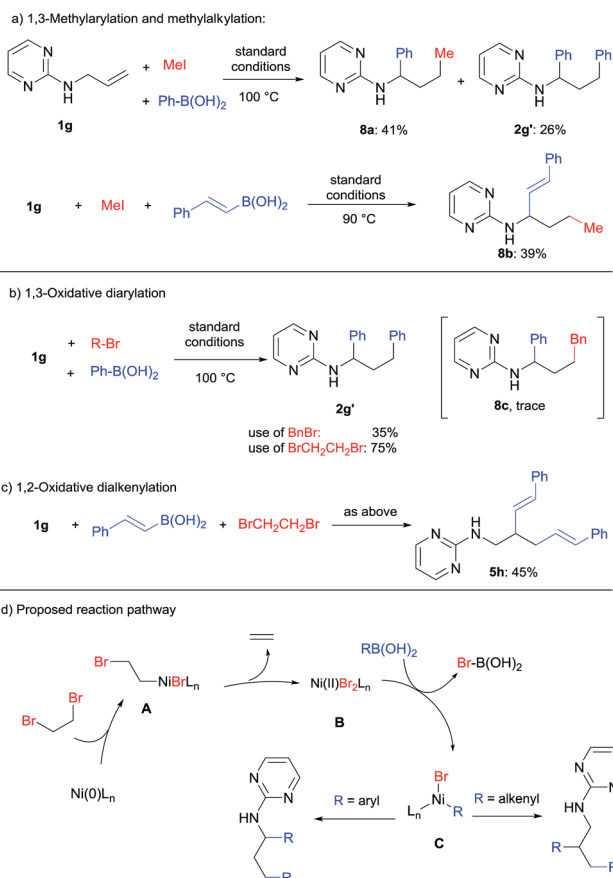 a) 1,3-Methylarylation and methylalkylation:
N
N
N
H
1g
+ MeI
+ Ph-B(OH)2
standard
conditions
100 °C
N
N
N
H
Ph
Me
8a: 41%
+
N
N
N
H
Ph
Ph
2g': 26%
1g + MeI + Ph B(OH)2
standard
conditions
90 °C
N
N
N
H
Ph
Me
8b: 39%
b) 1,3-Oxidative diarylation
1g
+ R-Br
+ Ph-B(OH)2
standard
conditions
100 °C
N
N
N
H
Ph
Ph
2g'
N
N
N
H
Ph
Bn
8c, trace
use of BnBr: 35%
use of BrCH2CH2Br: 75%
c) 1,2-Oxidative dialkenylation
1g + Ph B(OH)2 + BrCH2CH2Br
as above
N
N
H
N
Ph
Ph
5h: 45%
d) Proposed reaction pathway
Br
Br
Ni(0)Ln
Br
NiBrLn
A
Ni(II)Br2Ln
B
RB(OH)2
Br-B(OH)2
Br
Ni
Ln
R
C
R = aryl
N
N
HN
R
R
R = alkenyl
N
N
HN
R
R